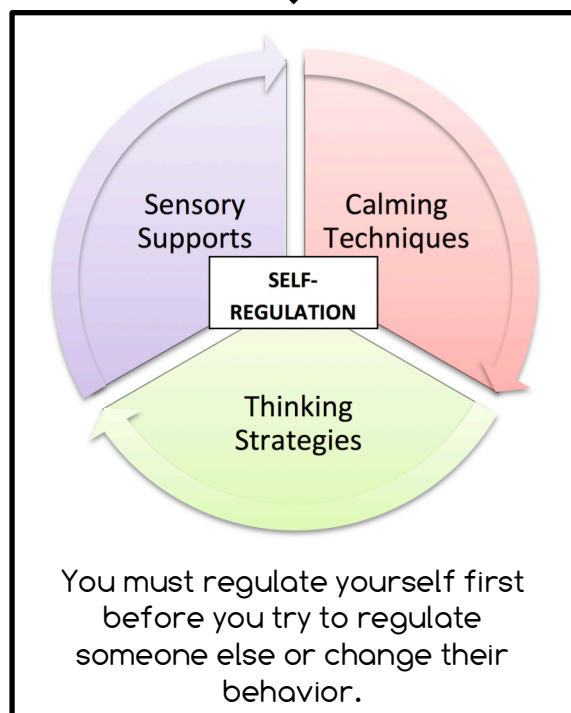 Sensory
Supports
Calming
Techniques
SELF-
REGULATION
Thinking
Strategies
You must regulate yourself first
before you try to regulate
someone else or change their
behavior.